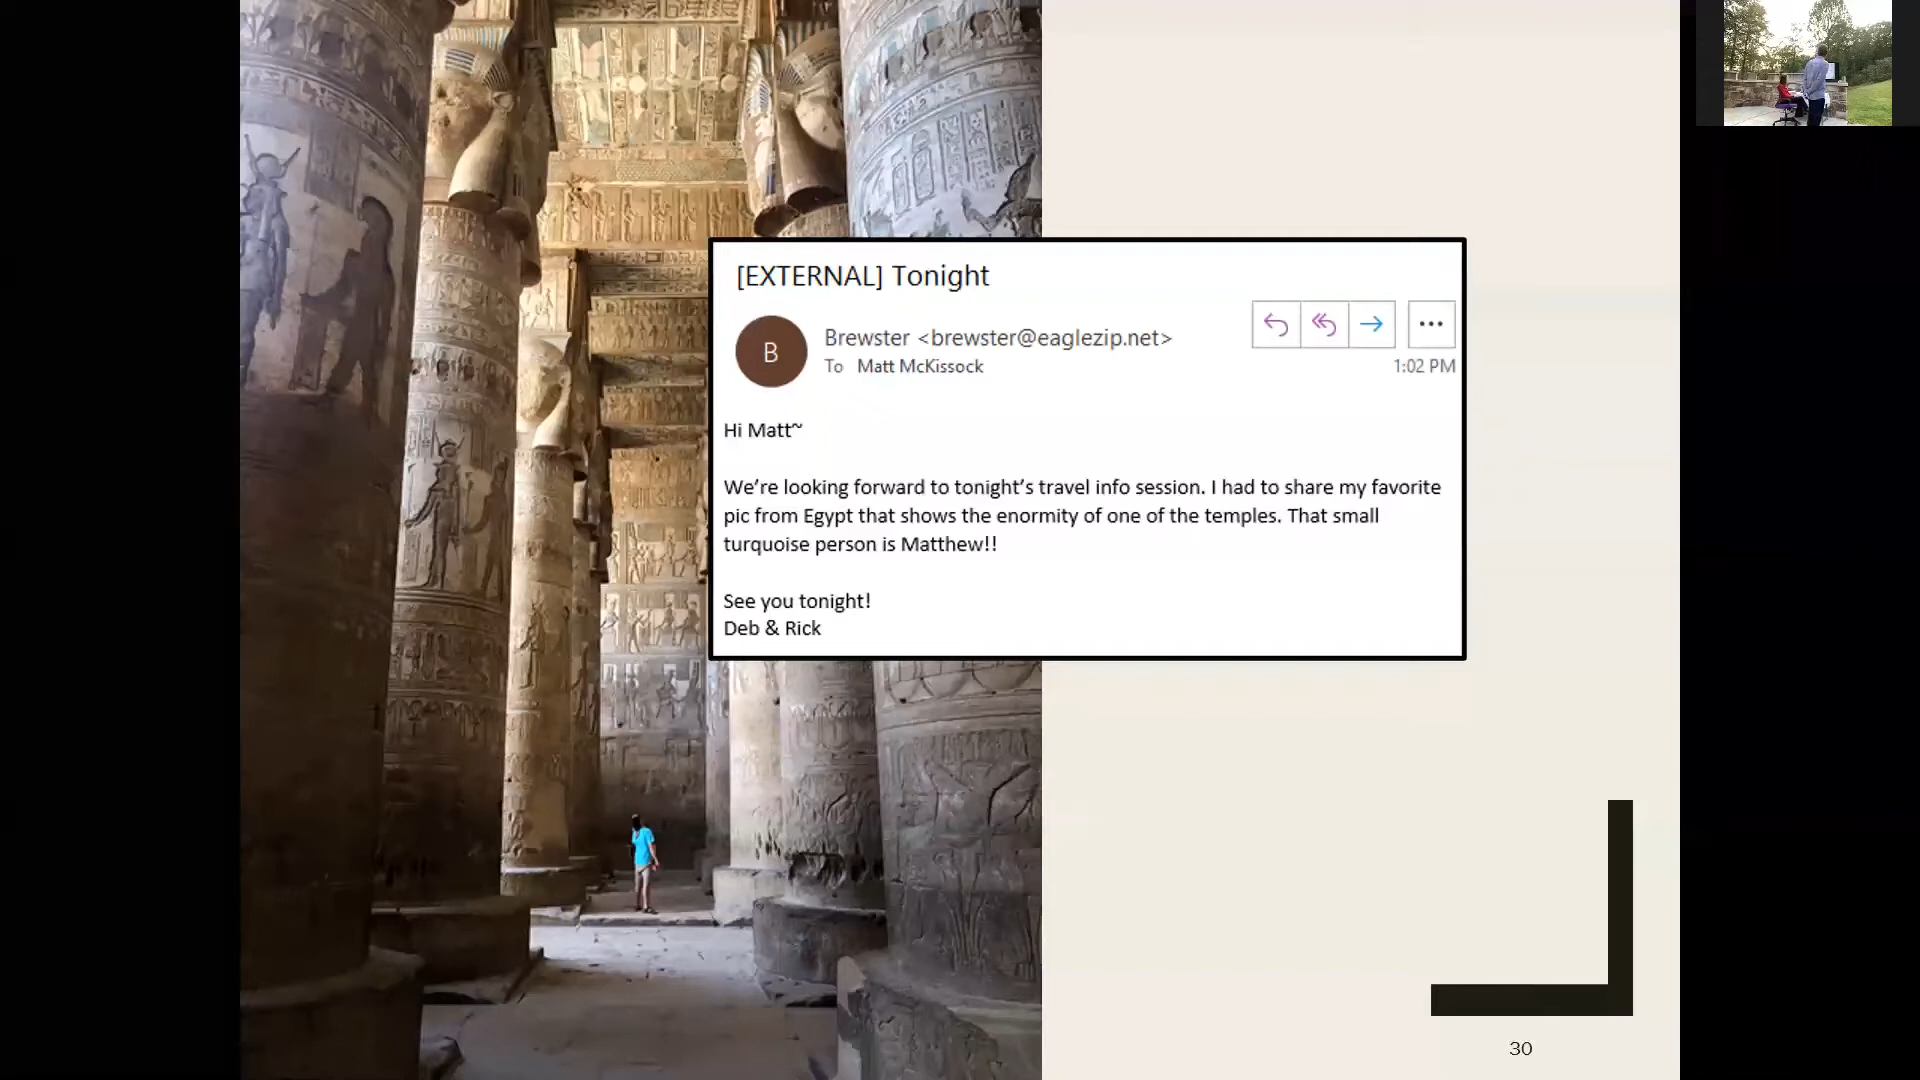 [EXTERNAL] Tonight
B
Brewster <brewster@eaglezip.net>
To Matt McKissock
1:02 PM
Hi Matt~
We're looking forward to tonight's travel info session. I had to share my favorite
pic from Egypt that shows the enormity of one of the temples. That small
turquoise person is Matthew!!
See you tonight!
Deb & Rick
30